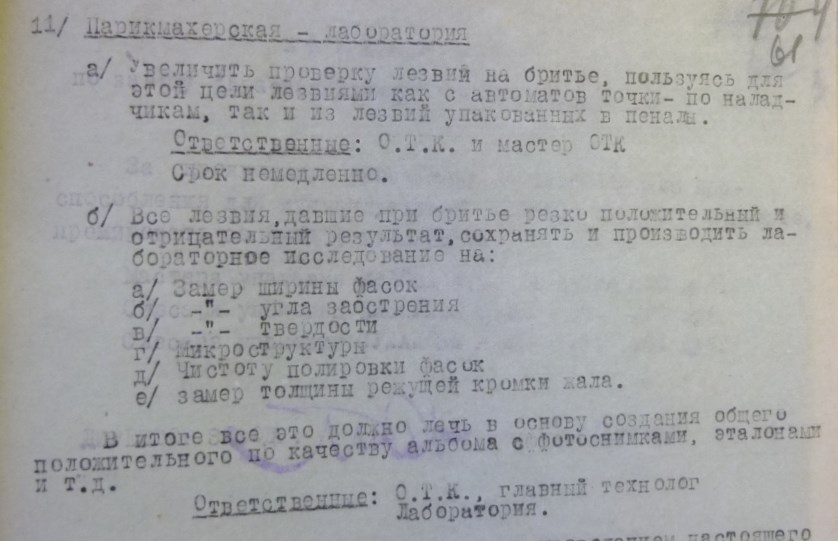 11/ Парикмахерская - лаборатория
61
а/ Увеличить проверку лезвий на бритье, пользуясь для
этой цели лезвиями как с автоматов точки- по налад-
чикам, так и из лезвий упакованных в пеналы.
Ответственные: О.Т.К. и мастер ОТК
Срок немедленно.
б/ Все лезвия,давшие при бритье резко положительный и
отрицательный результат,сохранять и производить ла-
бораторное исследование на:
а/ Замер ширины фасок
б/ -"- угла заострения
в/ -"- твердости
г/ микроструктуры
д/ Чистоту полировки фасок
е/ замер толщины режущей кромки жала.
В итоге все это должно лечь в основу создания общего
положительного по качеству альбома с фотоснимками, эталонами
и т.д.
Ответственные: О.Т.К., главный технолог
Лаборатория.
настоящего